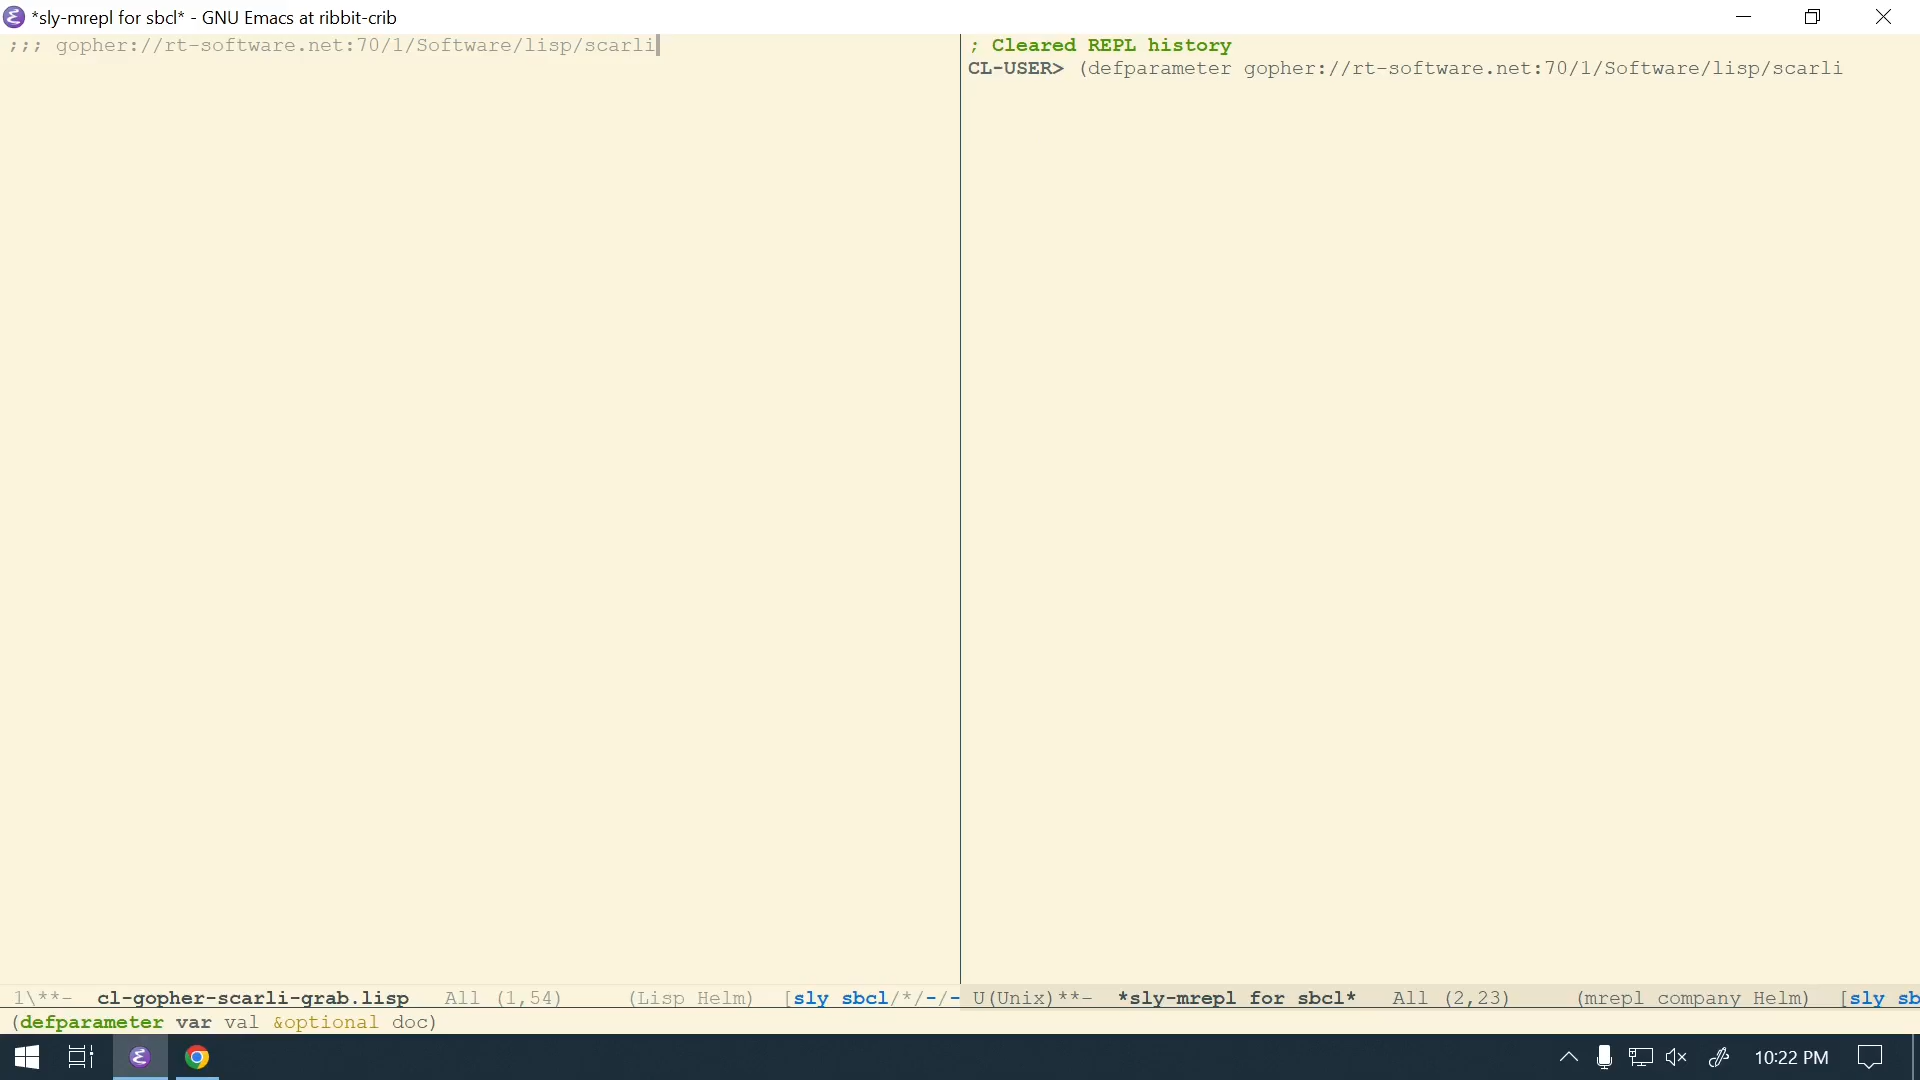 *sly-mrepl for sbcl* - GNU Emacs at ribbit-crib
;;; gopher://rt-software.net:70/1/Software/lisp/scarli
; Cleared REPL history
CL-USER> (defparameter gopher://rt-software.net:70/1/Software/lisp/scarli
1\**- cl-gopher-scarli-grab.lisp All (1,54) (Lisp Helm) [sly sbcl/*/-/-
U(Unix)**- *sly-mrepl for sbcl* All (2,23) (mrepl company Helm) [sly sb
(defparameter var val &optional doc)
10:22 PM